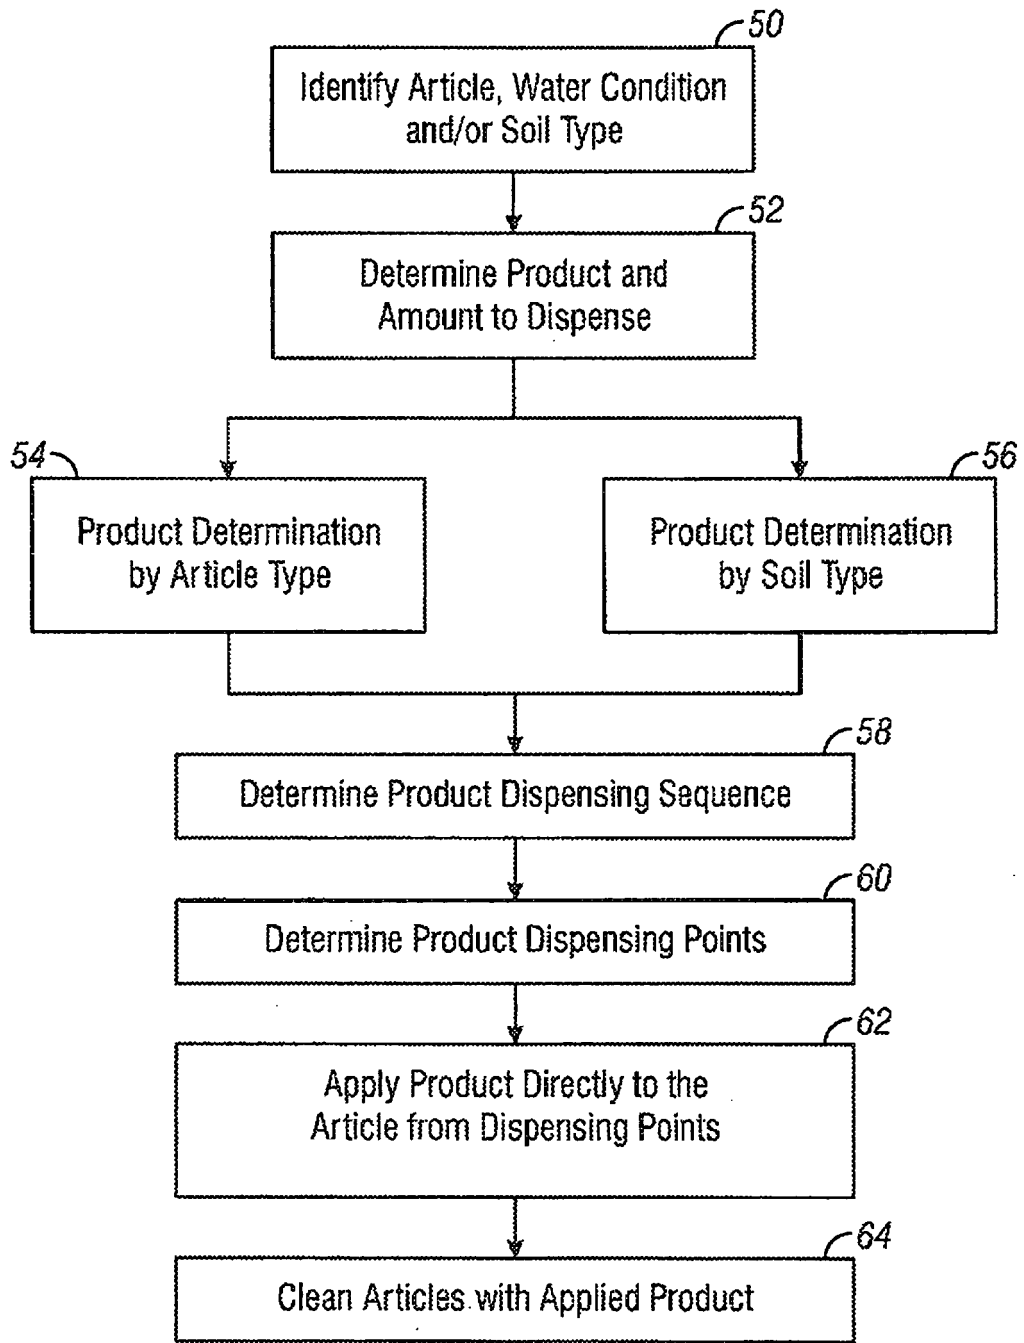 50
Identify Article, Water Condition
and/or Soil Type
52
Determine Product and
Amount to Dispense
54
Product Determination
by Article Type
56
Product Determination
by Soil Type
58
Determine Product Dispensing Sequence
60
Determine Product Dispensing Points
62
Apply Product Directly to the
Article from Dispensing Points
64
Clean Articles with Applied Product